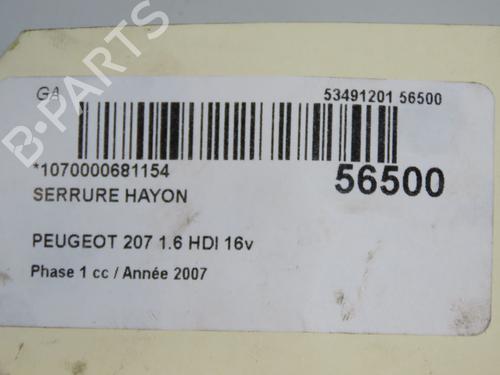 GA 53491201 56500
*1070000681154 56500
SERRURE HAYON
PEUGEOT 207 1.6 HDI 16v
Phase 1 cc / Année 2007
B-PARTS